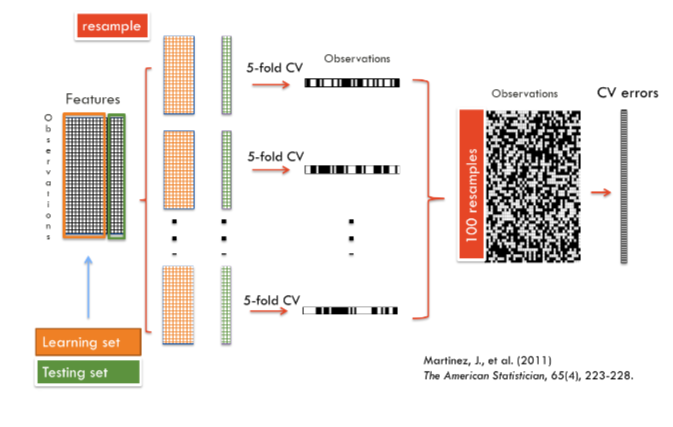 resample
Features
Observations
5-fold CV
Observations
5-fold CV
5-fold CV
100 resamples
Observations
CV errors
Learning set
Testing set
Martinez, J., et al. (2011)
The American Statistician, 65(4), 223-228.